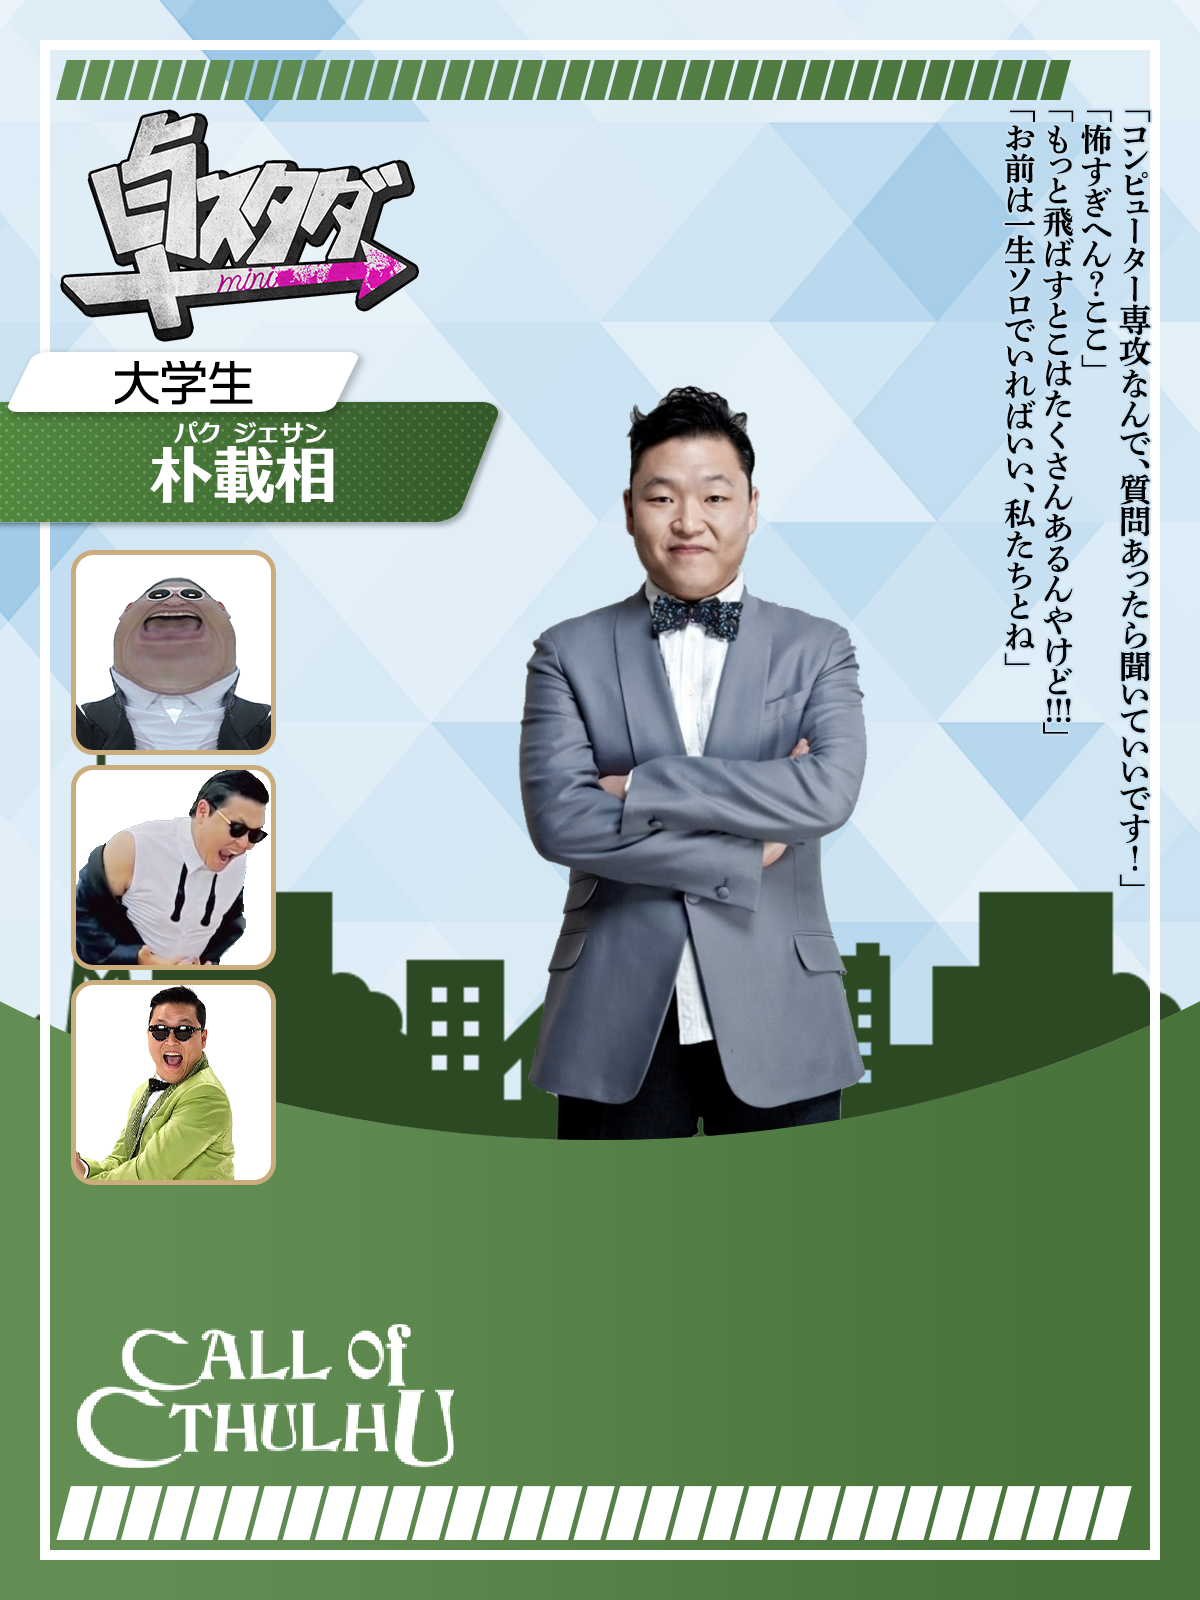 卓スタダ
mini
大学生
パク ジェサン
朴載相
「コンピューター専攻なんで、質問あったら聞いていいです！」
「怖すぎへん？ここ」
「もっと飛ばすとこはたくさんあるんやけど!!!」
「お前は一生ソロでいればいい、私たちとね」
CALL Of
CTHULHU